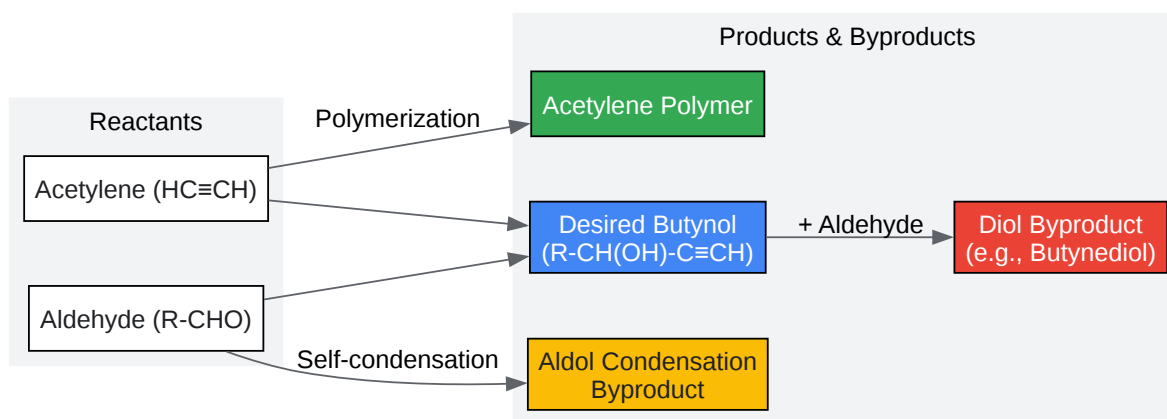 Products & Byproducts
Reactants
Polymerization
Acetylene Polymer
Acetylene (HC≡CH)
Desired Butynol
(R-CH(OH)-C≡CH)
+ Aldehyde
Diol Byproduct
(e.g., Butynediol)
Aldehyde (R-CHO)
Self-condensation
Aldol Condensation
Byproduct